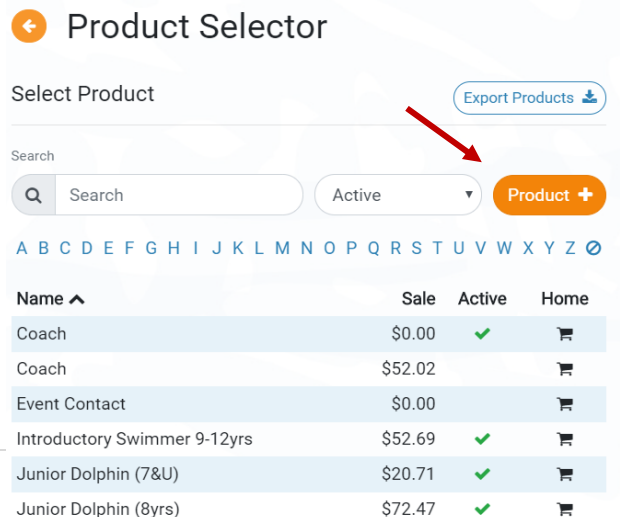 Product Selector
Select Product
Export Products
Search
Search Active Product
A B C D E F G H I J K L M N O P Q R S T U V W X Y Z
Name Sale Active Home
Coach $0.00
Coach $52.02
Event Contact $0.00
Introductory Swimmer 9-12yrs $52.69
Junior Dolphin (7&U) $20.71
Junior Dolphin (8yrs) $72.47